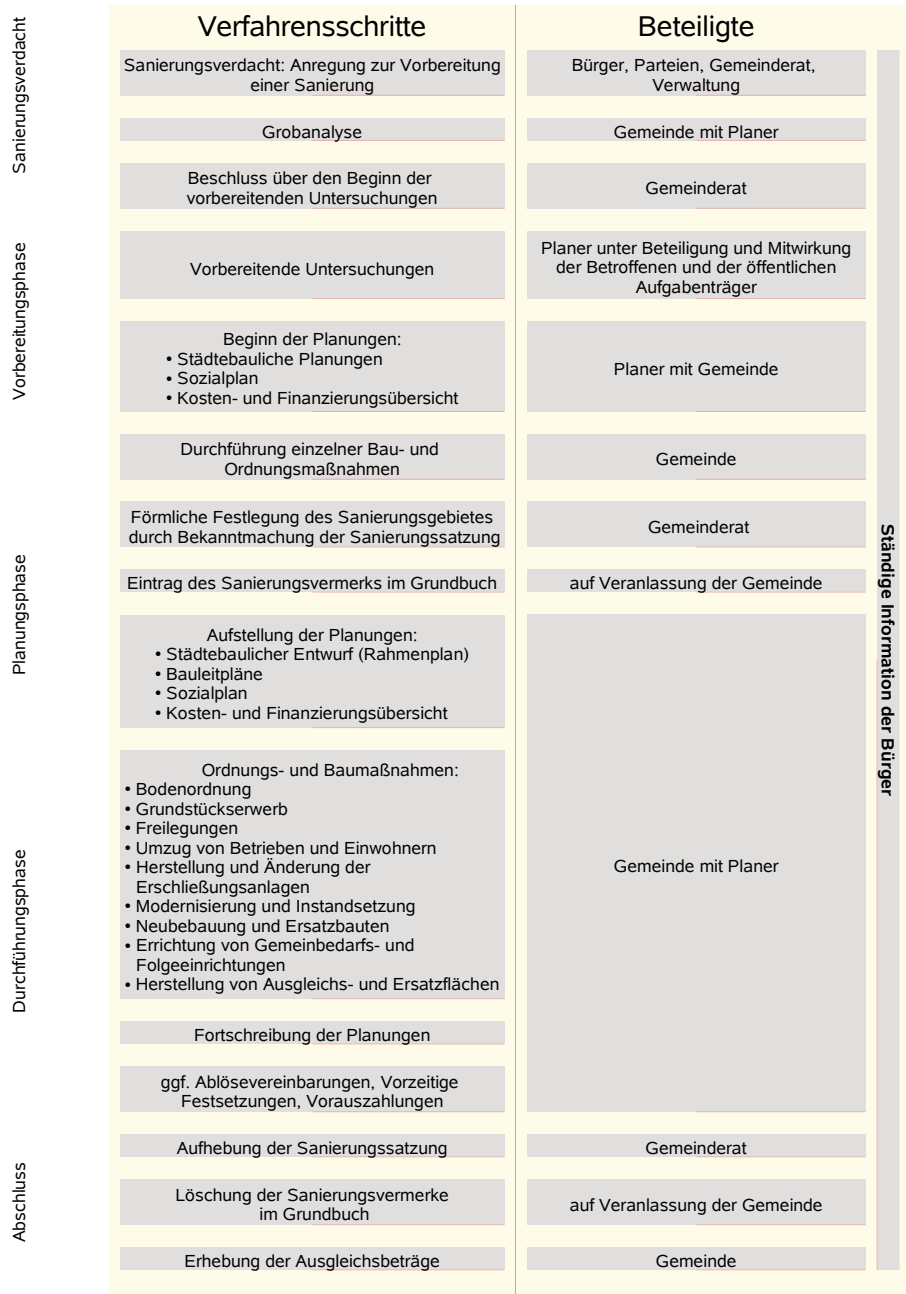 Verfahrensschritte
Beteiligte
Sanierungsverdacht
Sanierungsverdacht: Anregung zur Vorbereitung
einer Sanierung
Bürger, Parteien, Gemeinderat,
Verwaltung
Grobanalyse
Gemeinde mit Planer
Beschluss über den Beginn der
vorbereitenden Untersuchungen
Gemeinderat
Vorbereitungsphase
Vorbereitende Untersuchungen
Planer unter Beteiligung und Mitwirkung
der Betroffenen und der öffentlichen
Aufgabenträger
Beginn der Planungen:
• Städtebauliche Planungen
• Sozialplan
• Kosten- und Finanzierungsübersicht
Planer mit Gemeinde
Durchführung einzelner Bau- und
Ordnungsmaßnahmen
Gemeinde
Planungsphase
Förmliche Festlegung des Sanierungsgebietes
durch Bekanntmachung der Sanierungssatzung
Gemeinderat
Eintrag des Sanierungsvermerks im Grundbuch
auf Veranlassung der Gemeinde
Aufstellung der Planungen:
• Städtebaulicher Entwurf (Rahmenplan)
• Bauleitpläne
• Sozialplan
• Kosten- und Finanzierungsübersicht
Durchführungsphase
Ordnungs- und Baumaßnahmen:
• Bodenordnung
• Grundstückserwerb
• Freilegungen
• Umzug von Betrieben und Einwohnern
• Herstellung und Änderung der
Erschließungsanlagen
• Modernisierung und Instandsetzung
• Neubebauung und Ersatzbauten
• Errichtung von Gemeinbedarfs- und
Folgeeinrichtungen
• Herstellung von Ausgleichs- und Ersatzflächen
Gemeinde mit Planer
Fortschreibung der Planungen
ggf. Ablösevereinbarungen, Vorzeitige
Festsetzungen, Vorauszahlungen
Abschluss
Aufhebung der Sanierungssatzung
Gemeinderat
Löschung der Sanierungsvermerke
im Grundbuch
auf Veranlassung der Gemeinde
Erhebung der Ausgleichsbeträge
Gemeinde
Ständige Information der Bürger